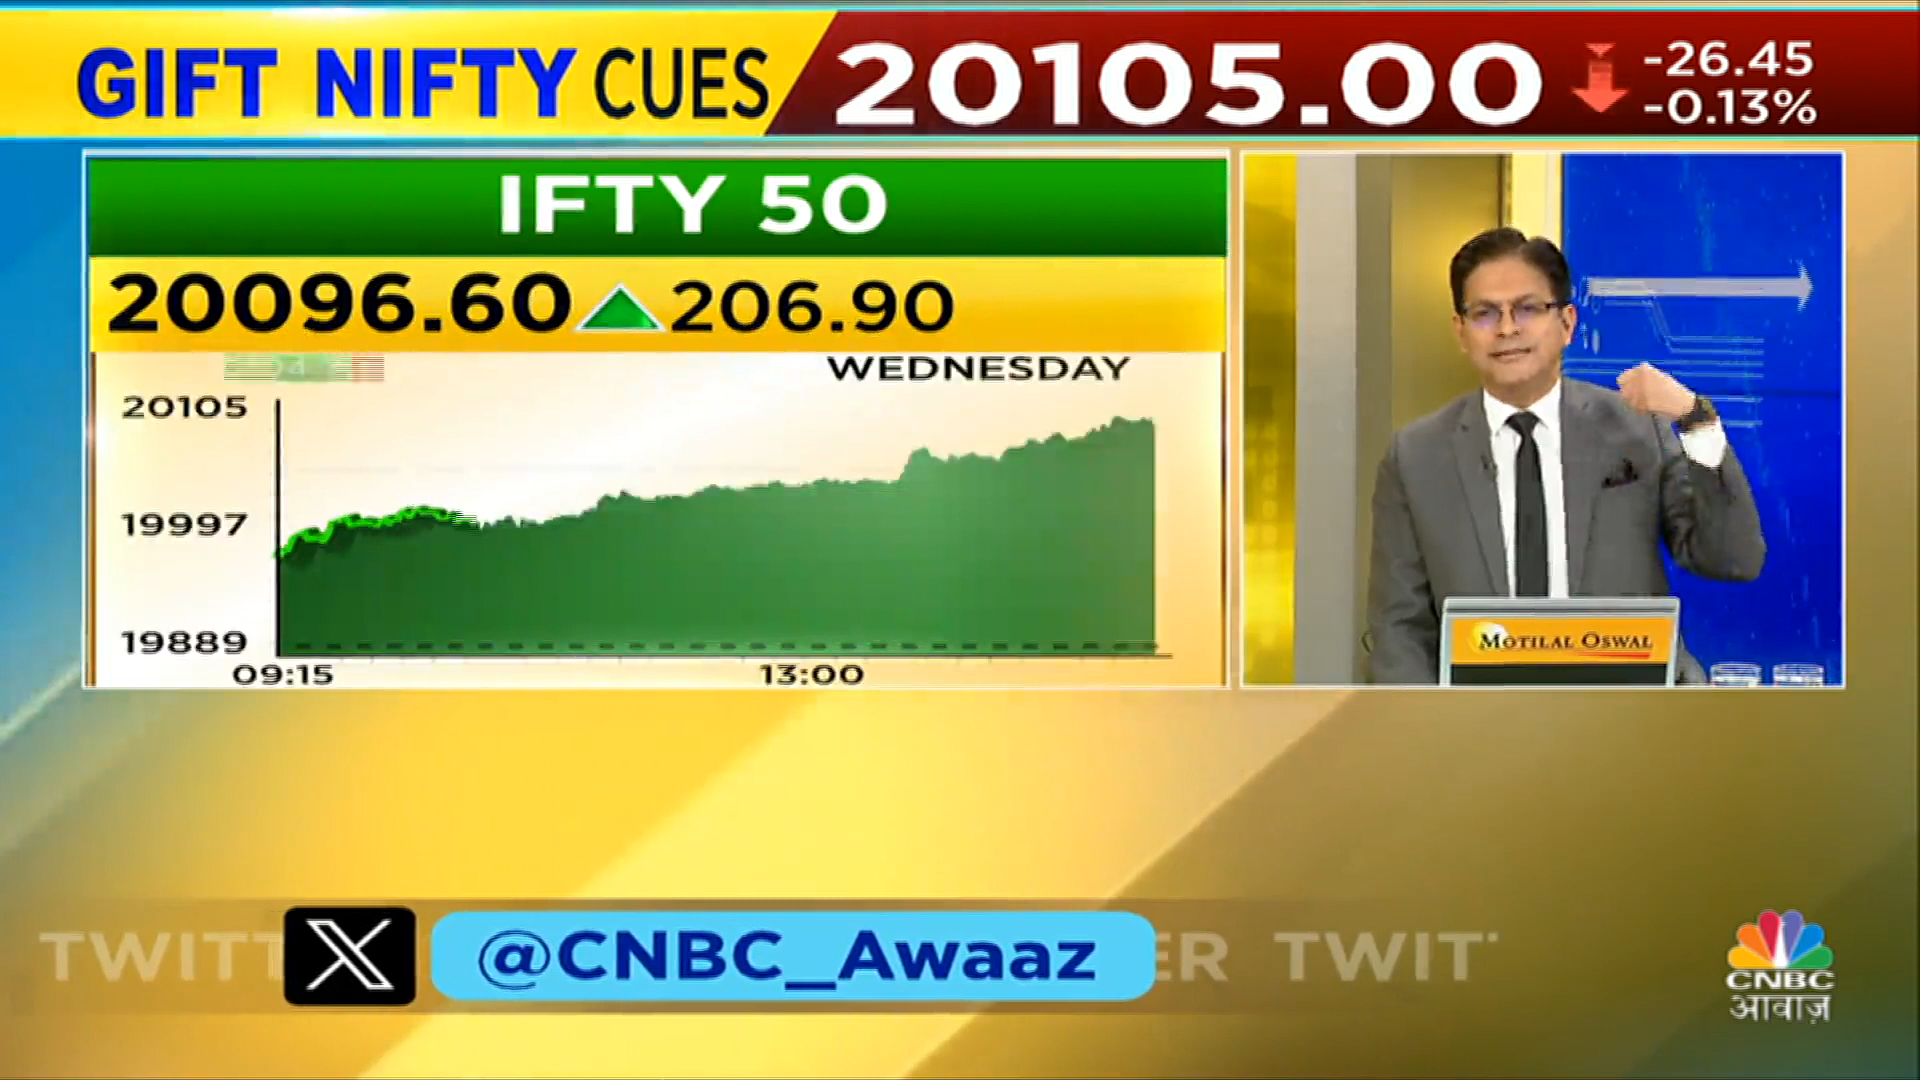 GIFT NIFTY CUES
20105.00
-26.45
-0.13%
IFTY 50
20096.60 206.90
WEDNESDAY
20105
19997
19889
09:15 13:00
MOTILAL OSWAL
TWITT
@CNBC_Awaaz
ER TWIT
CNBC
आवाज़